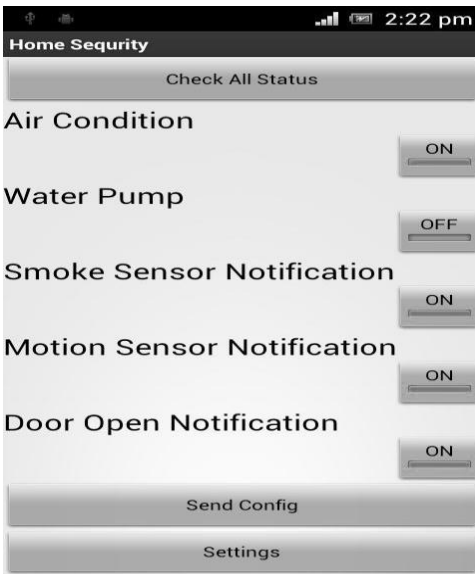 2:22 pm
Home Sequrity
Check All Status
Air Condition
ON
Water Pump
OFF
Smoke Sensor Notification
ON
Motion Sensor Notification
ON
Door Open Notification
ON
Send Config
Settings